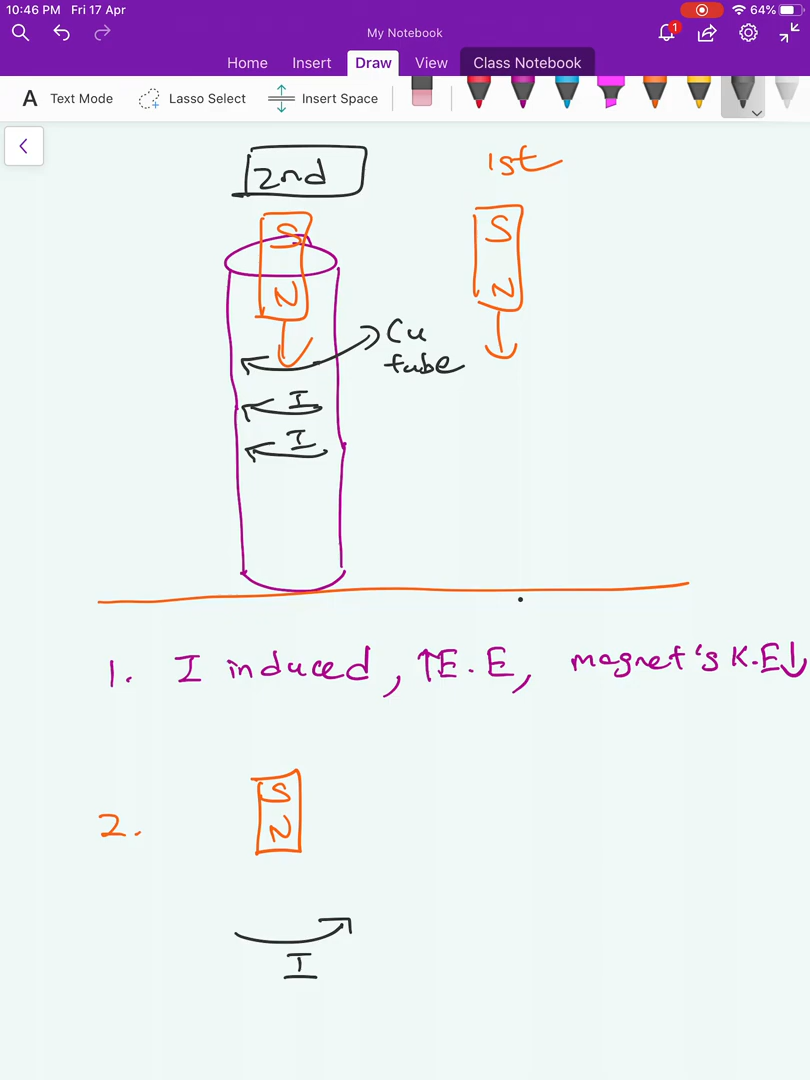 10:46 PM Fri 17 Apr
64%
My Notebook
1
Home Insert Draw View Class Notebook
A Text Mode Lasso Select Insert Space
2nd
1st
S
N
S
N
Cu
tube
I
I
1. I induced, ↑E.E, magnet's K.E↓
2.
S
N
I